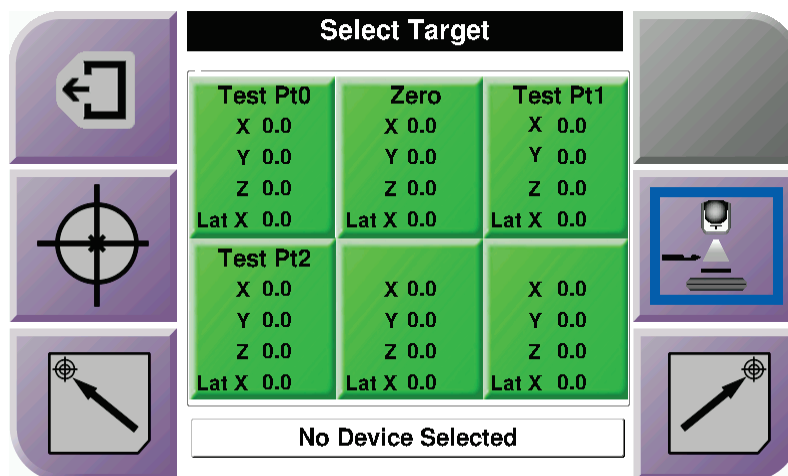 Select Target
Test Pt0 Zero Test Pt1
X 0.0 X 0.0 X 0.0
Y 0.0 Y 0.0 Y 0.0
Z 0.0 Z 0.0 Z 0.0
Lat X 0.0 Lat X 0.0 Lat X 0.0
Test Pt2
X 0.0 X 0.0 X 0.0
Y 0.0 Y 0.0 Y 0.0
Z 0.0 Z 0.0 Z 0.0
Lat X 0.0 Lat X 0.0 Lat X 0.0
No Device Selected